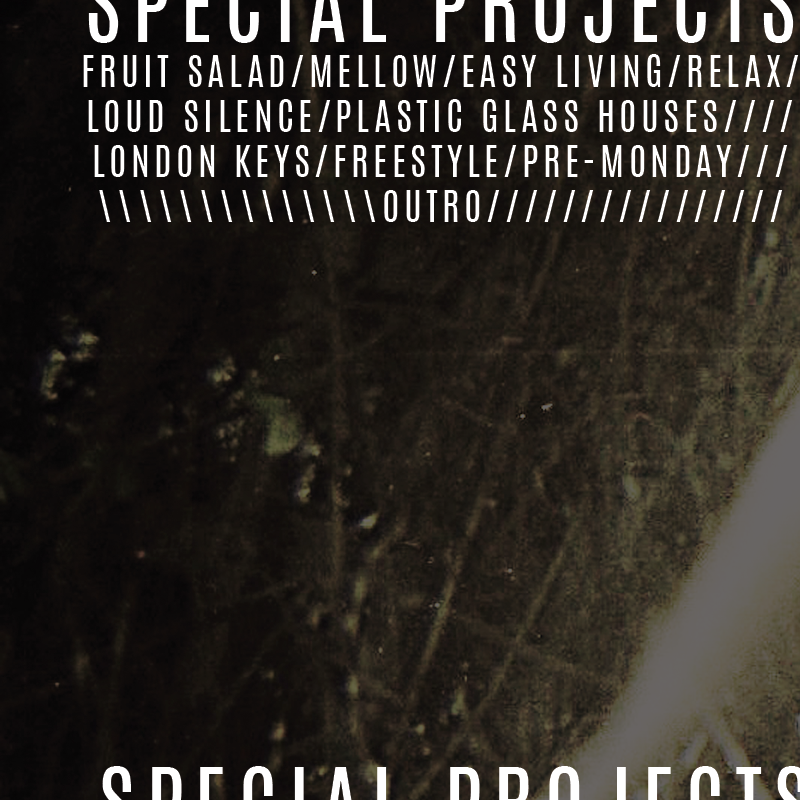 SPECIAL PROJECTS
FRUIT SALAD/MELLOW/EASY LIVING/RELAX/
LOUD SILENCE/PLASTIC GLASS HOUSES////
LONDON KEYS/FREESTYLE/PRE-MONDAY///
\\\\\\\\\\\\\\OUTRO////////////////
SPECIAL PROJECTS